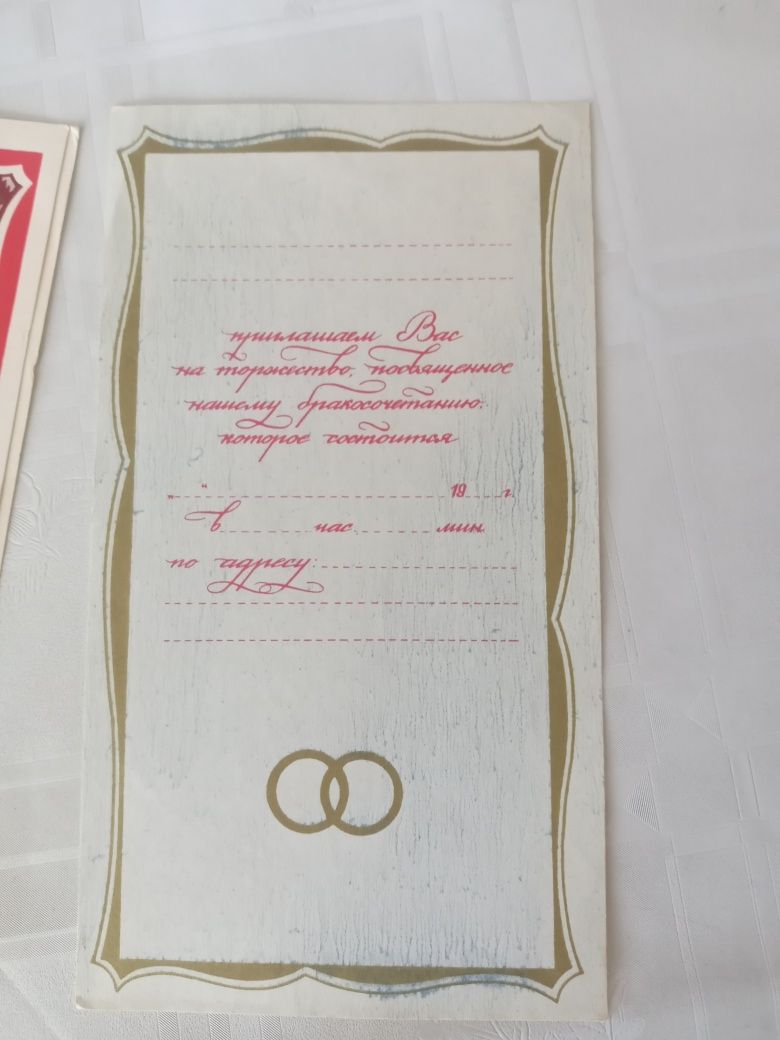 приглашаем Вас
на торжество, посвященное
нашему бракосочетанию,
которое состоится
„ “ 19 г.
в час. мин.
по адресу: